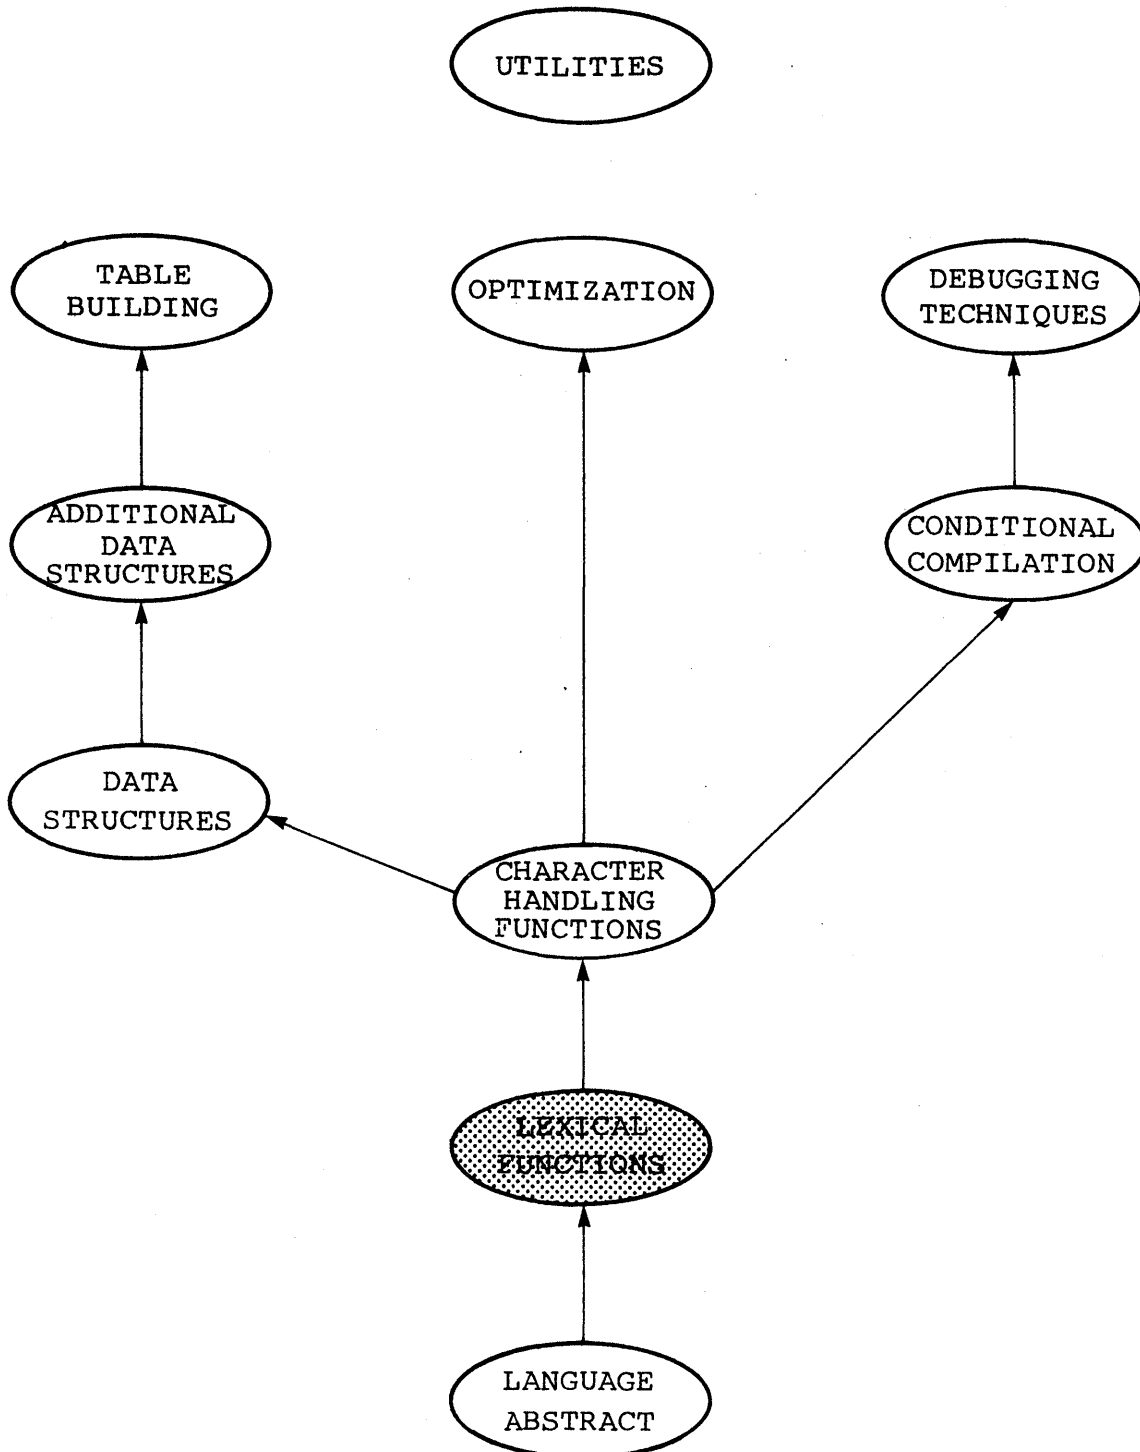 UTILITIES
TABLE
BUILDING
OPTIMIZATION
DEBUGGING
TECHNIQUES
ADDITIONAL
DATA
STRUCTURES
CONDITIONAL
COMPILATION
DATA
STRUCTURES
CHARACTER
HANDLING
FUNCTIONS
LEXICAL
FUNCTIONS
LANGUAGE
ABSTRACT